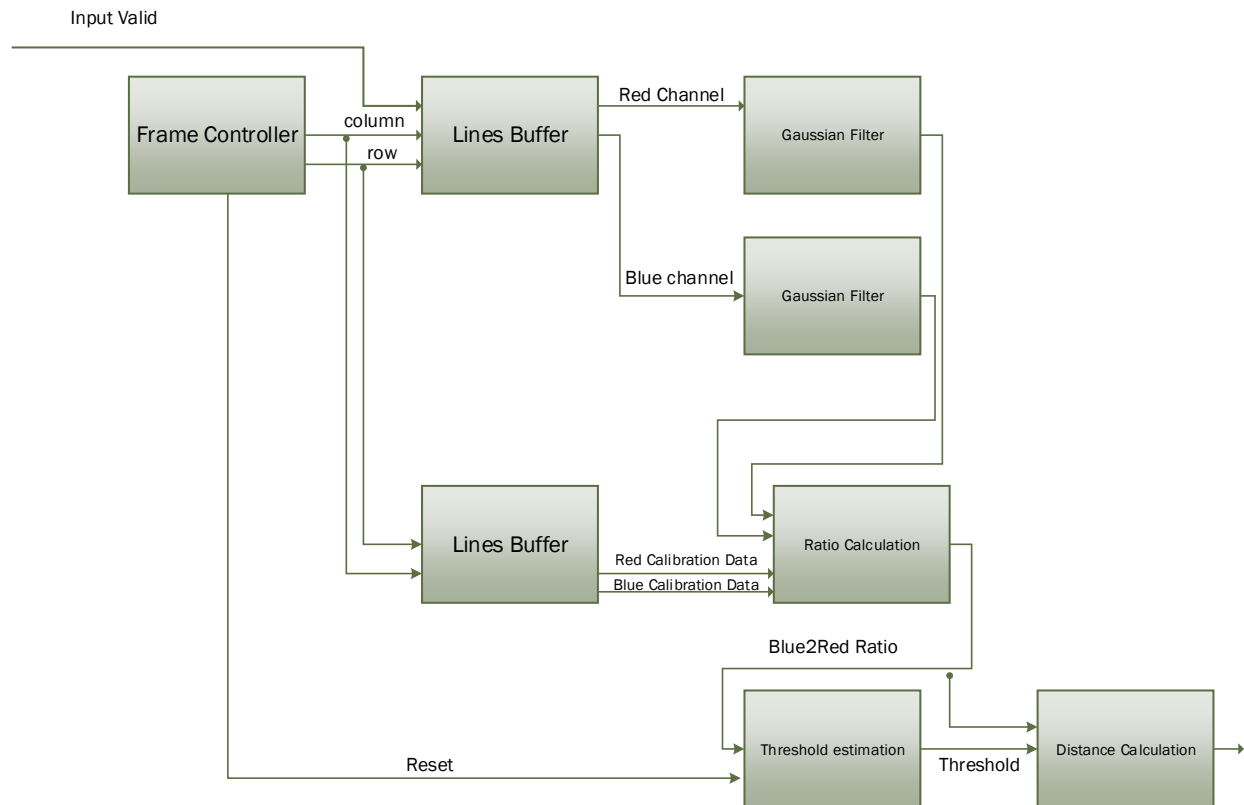 Input Valid
Frame Controller
column
row
Lines Buffer
Red Channel
Gaussian Filter
Blue channel
Gaussian Filter
Lines Buffer
Red Calibration Data
Blue Calibration Data
Ratio Calculation
Blue2Red Ratio
Reset
Threshold estimation
Threshold
Distance Calculation